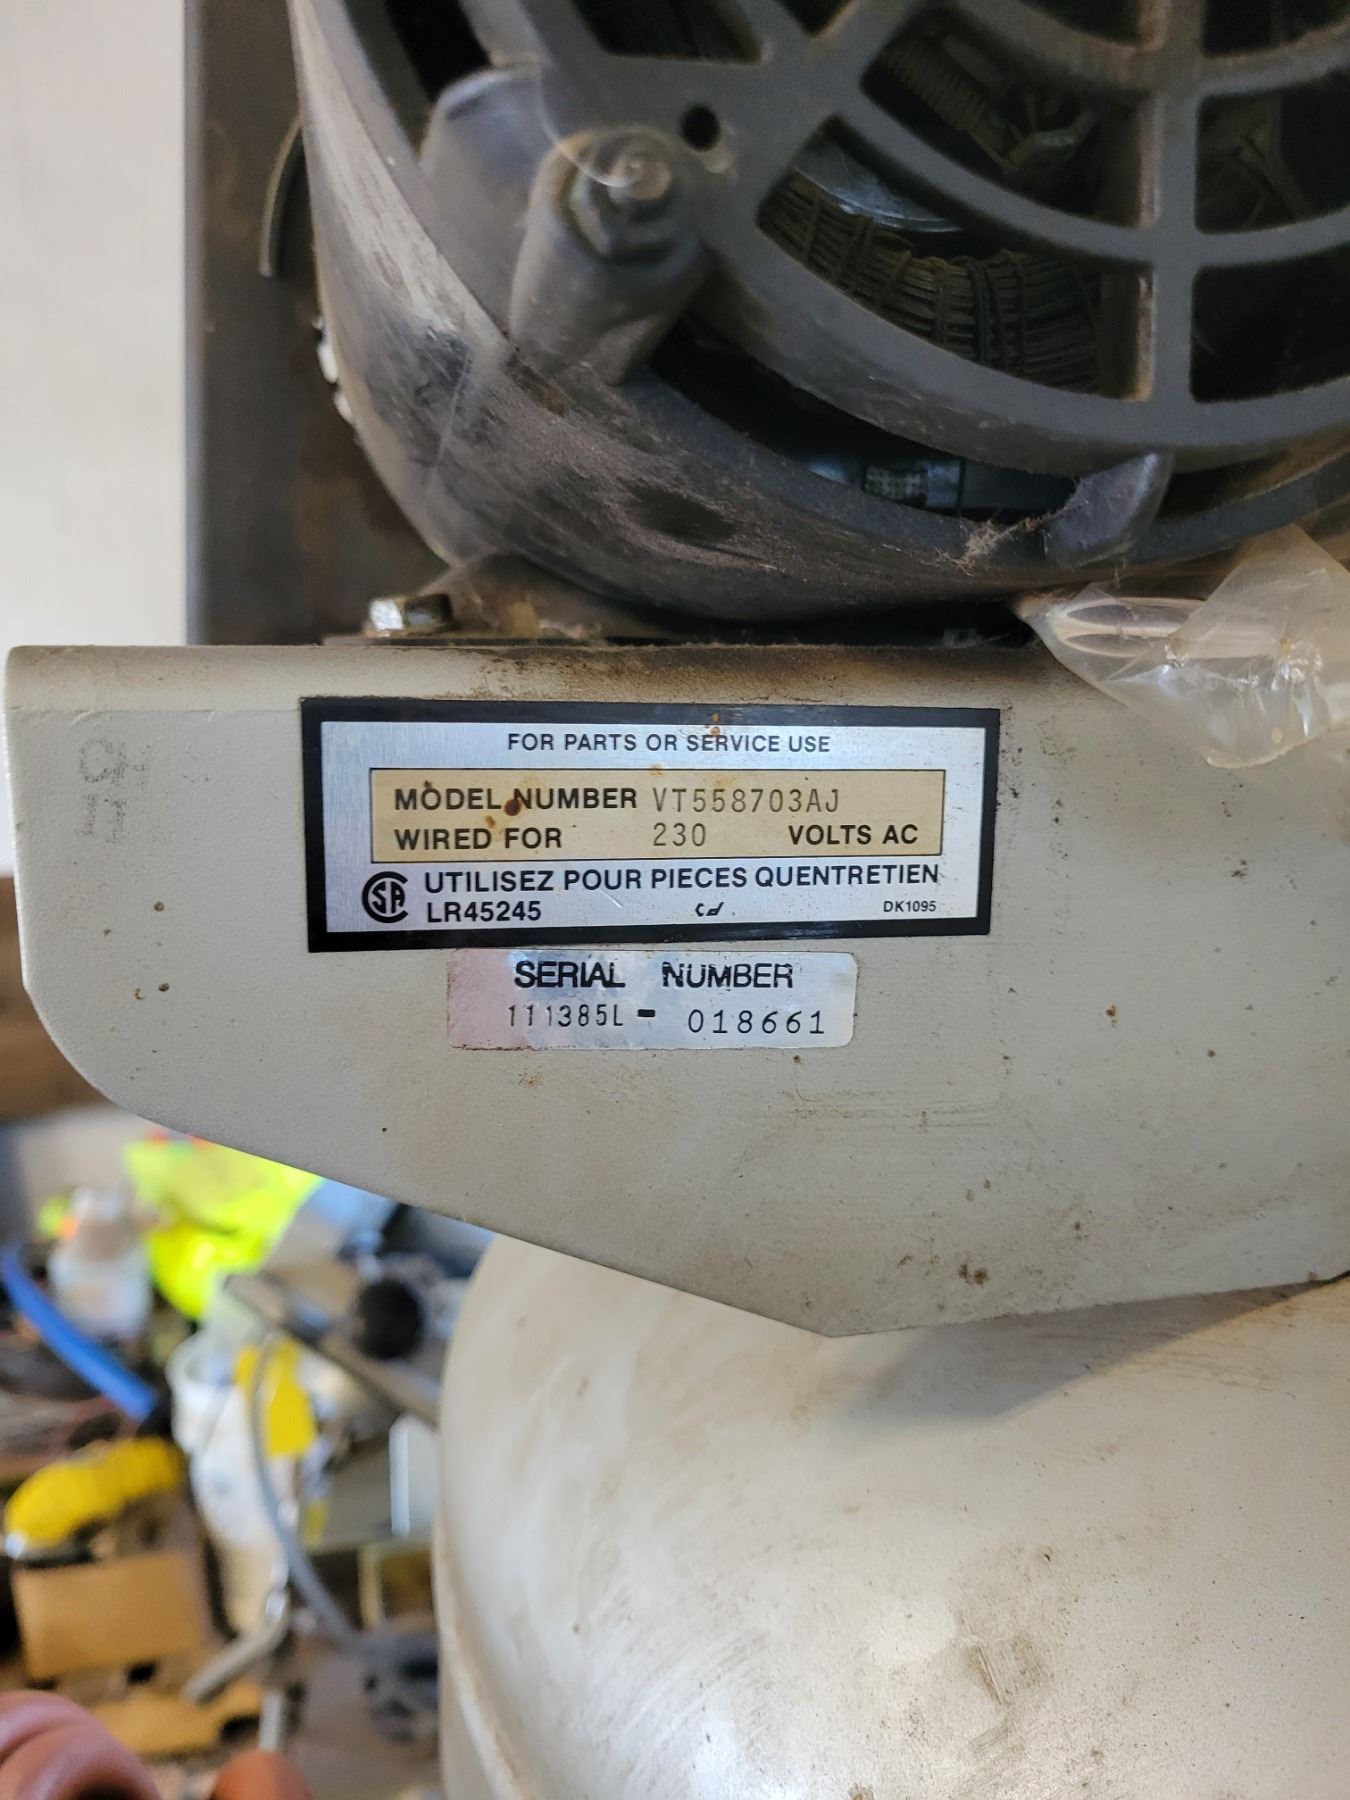 FOR PARTS OR SERVICE USE
MODEL NUMBER VT558703AJ
WIRED FOR 230 VOLTS AC
UTILISEZ POUR PIECES QUENTRETIEN
LR45245 cd. DK1095
SERIAL NUMBER
111385L - 018661